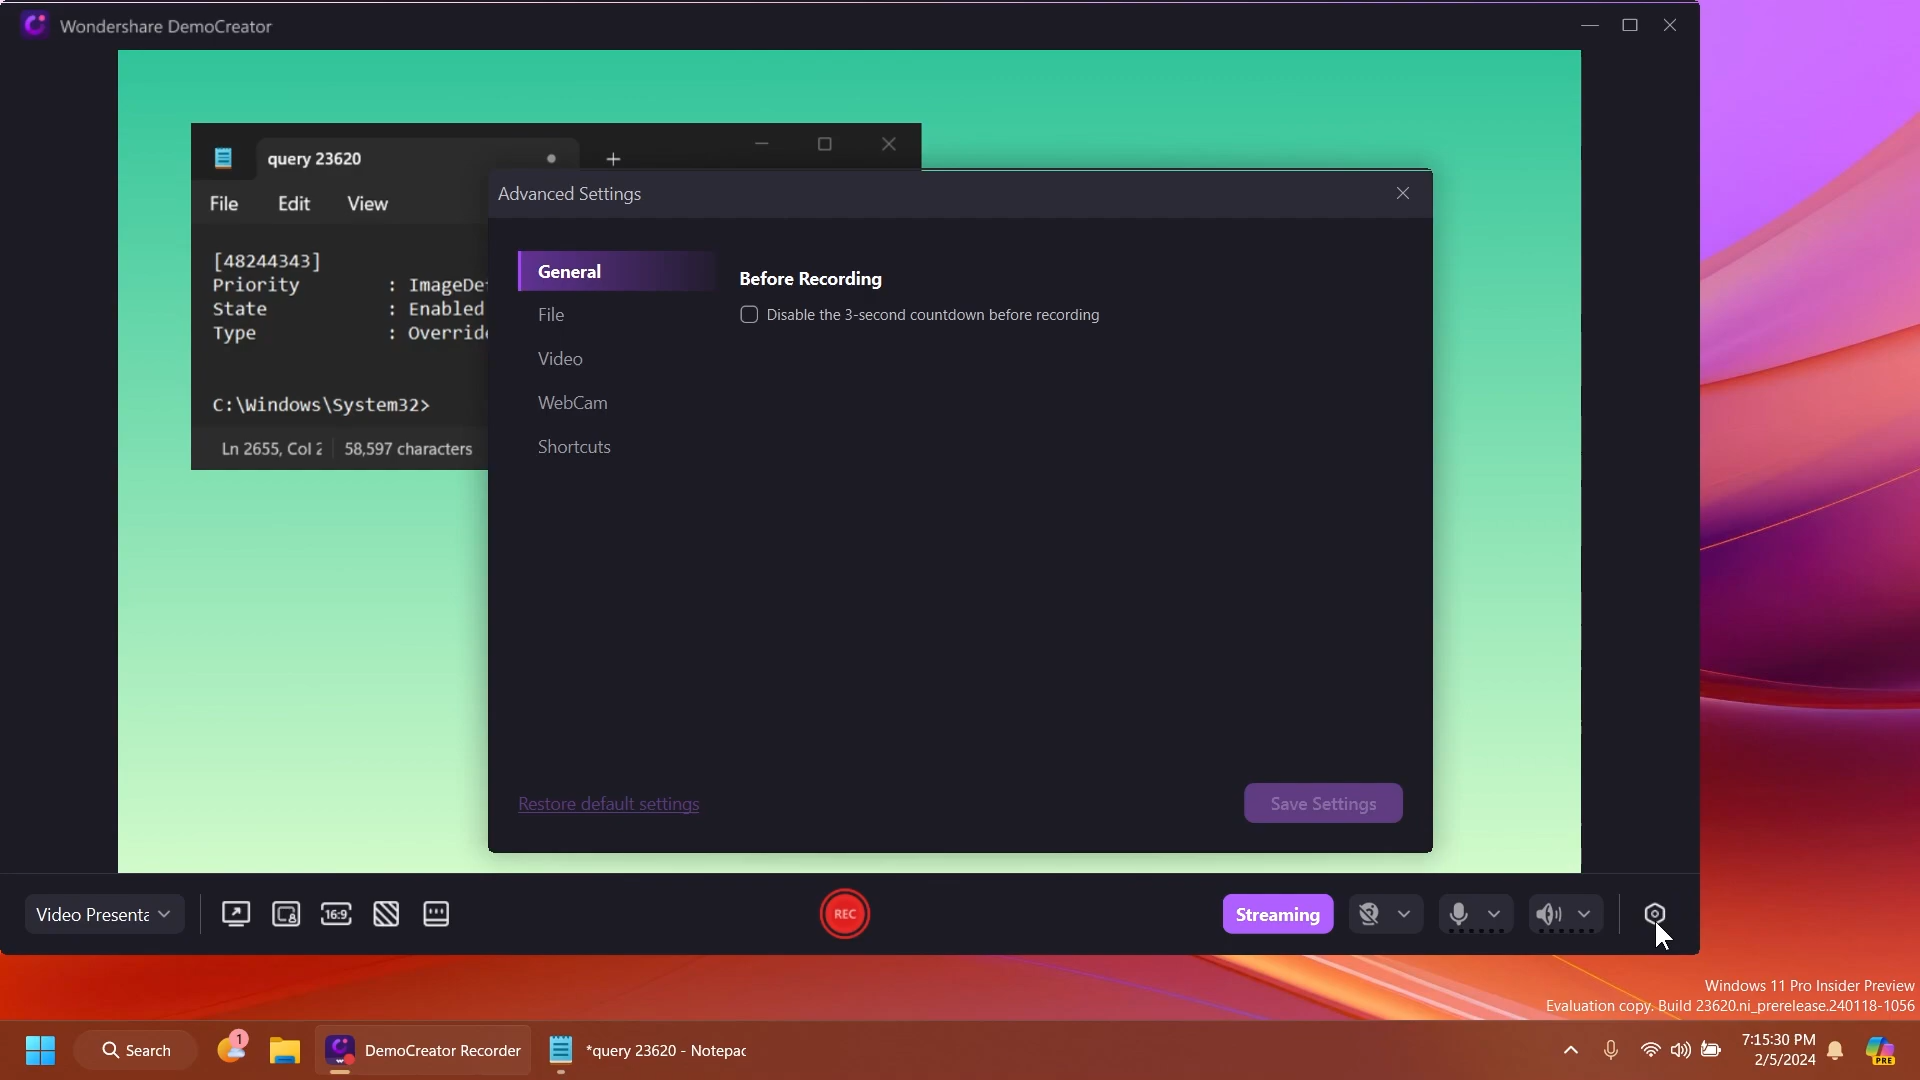 Wondershare DemoCreator
query 23620
File Edit View
[48244343]
Priority : ImageDe
State : Enabled
Type : Override
C:\Windows\System32>
Ln 2655, Col 2 58,597 characters
Advanced Settings
General
File
Video
WebCam
Shortcuts
Before Recording
Disable the 3-second countdown before recording
Restore default settings
Save Settings
Video Presenta
16:9
REC
Streaming
Windows 11 Pro Insider Preview
Evaluation copy. Build 23620.ni_prerelease.240118-1056
Search
1
DemoCreator Recorder
*query 23620 - Notepac
7:15:30 PM
2/5/2024
PRE